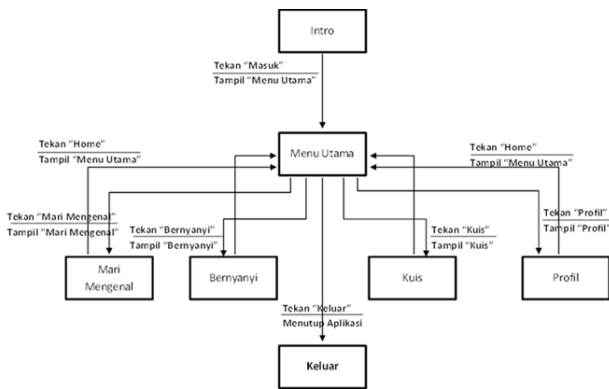 Intro
Tekan "Masuk"
Tampil "Menu Utama"
Tekan "Home"
Tampil "Menu Utama"
Menu Utama
Tekan "Home"
Tampil "Menu Utama"
Tekan "Mari Mengenal"
Tampil "Mari Mengenal"
Tekan "Bernyanyi"
Tampil "Bernyanyi"
Tekan "Kuis"
Tampil "Kuis"
Tekan "Profil"
Tampil "Profil"
Mari
Mengenal
Bernyanyi
Kuis
Profil
Tekan "Keluar"
Menutup Aplikasi
Keluar